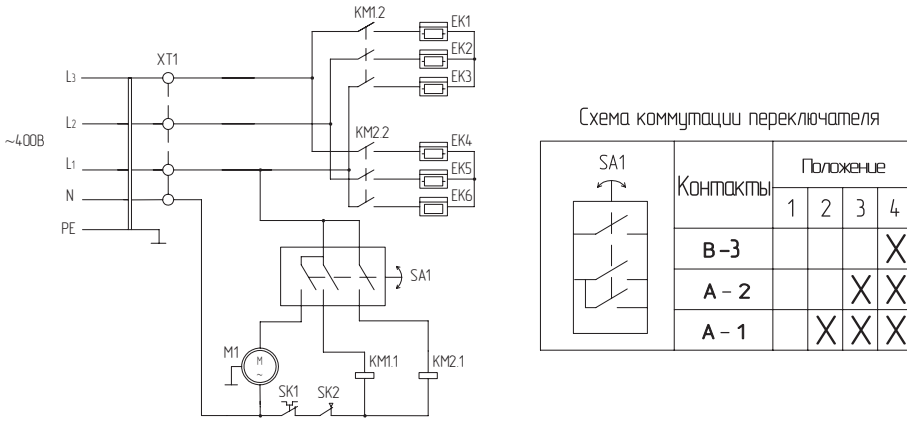 KM1.2
EK1
EK2
EK3
XT1
L3
L2
~400В
L1
N
PE
KM2.2
EK4
EK5
EK6
SA1
M1
M
~
KM1.1
KM2.1
SK1
SK2
Схема коммутации переключателя
SA1
Контакты
Положение
1 2 3 4
В-3 X
А - 2 X X
А - 1 X X X